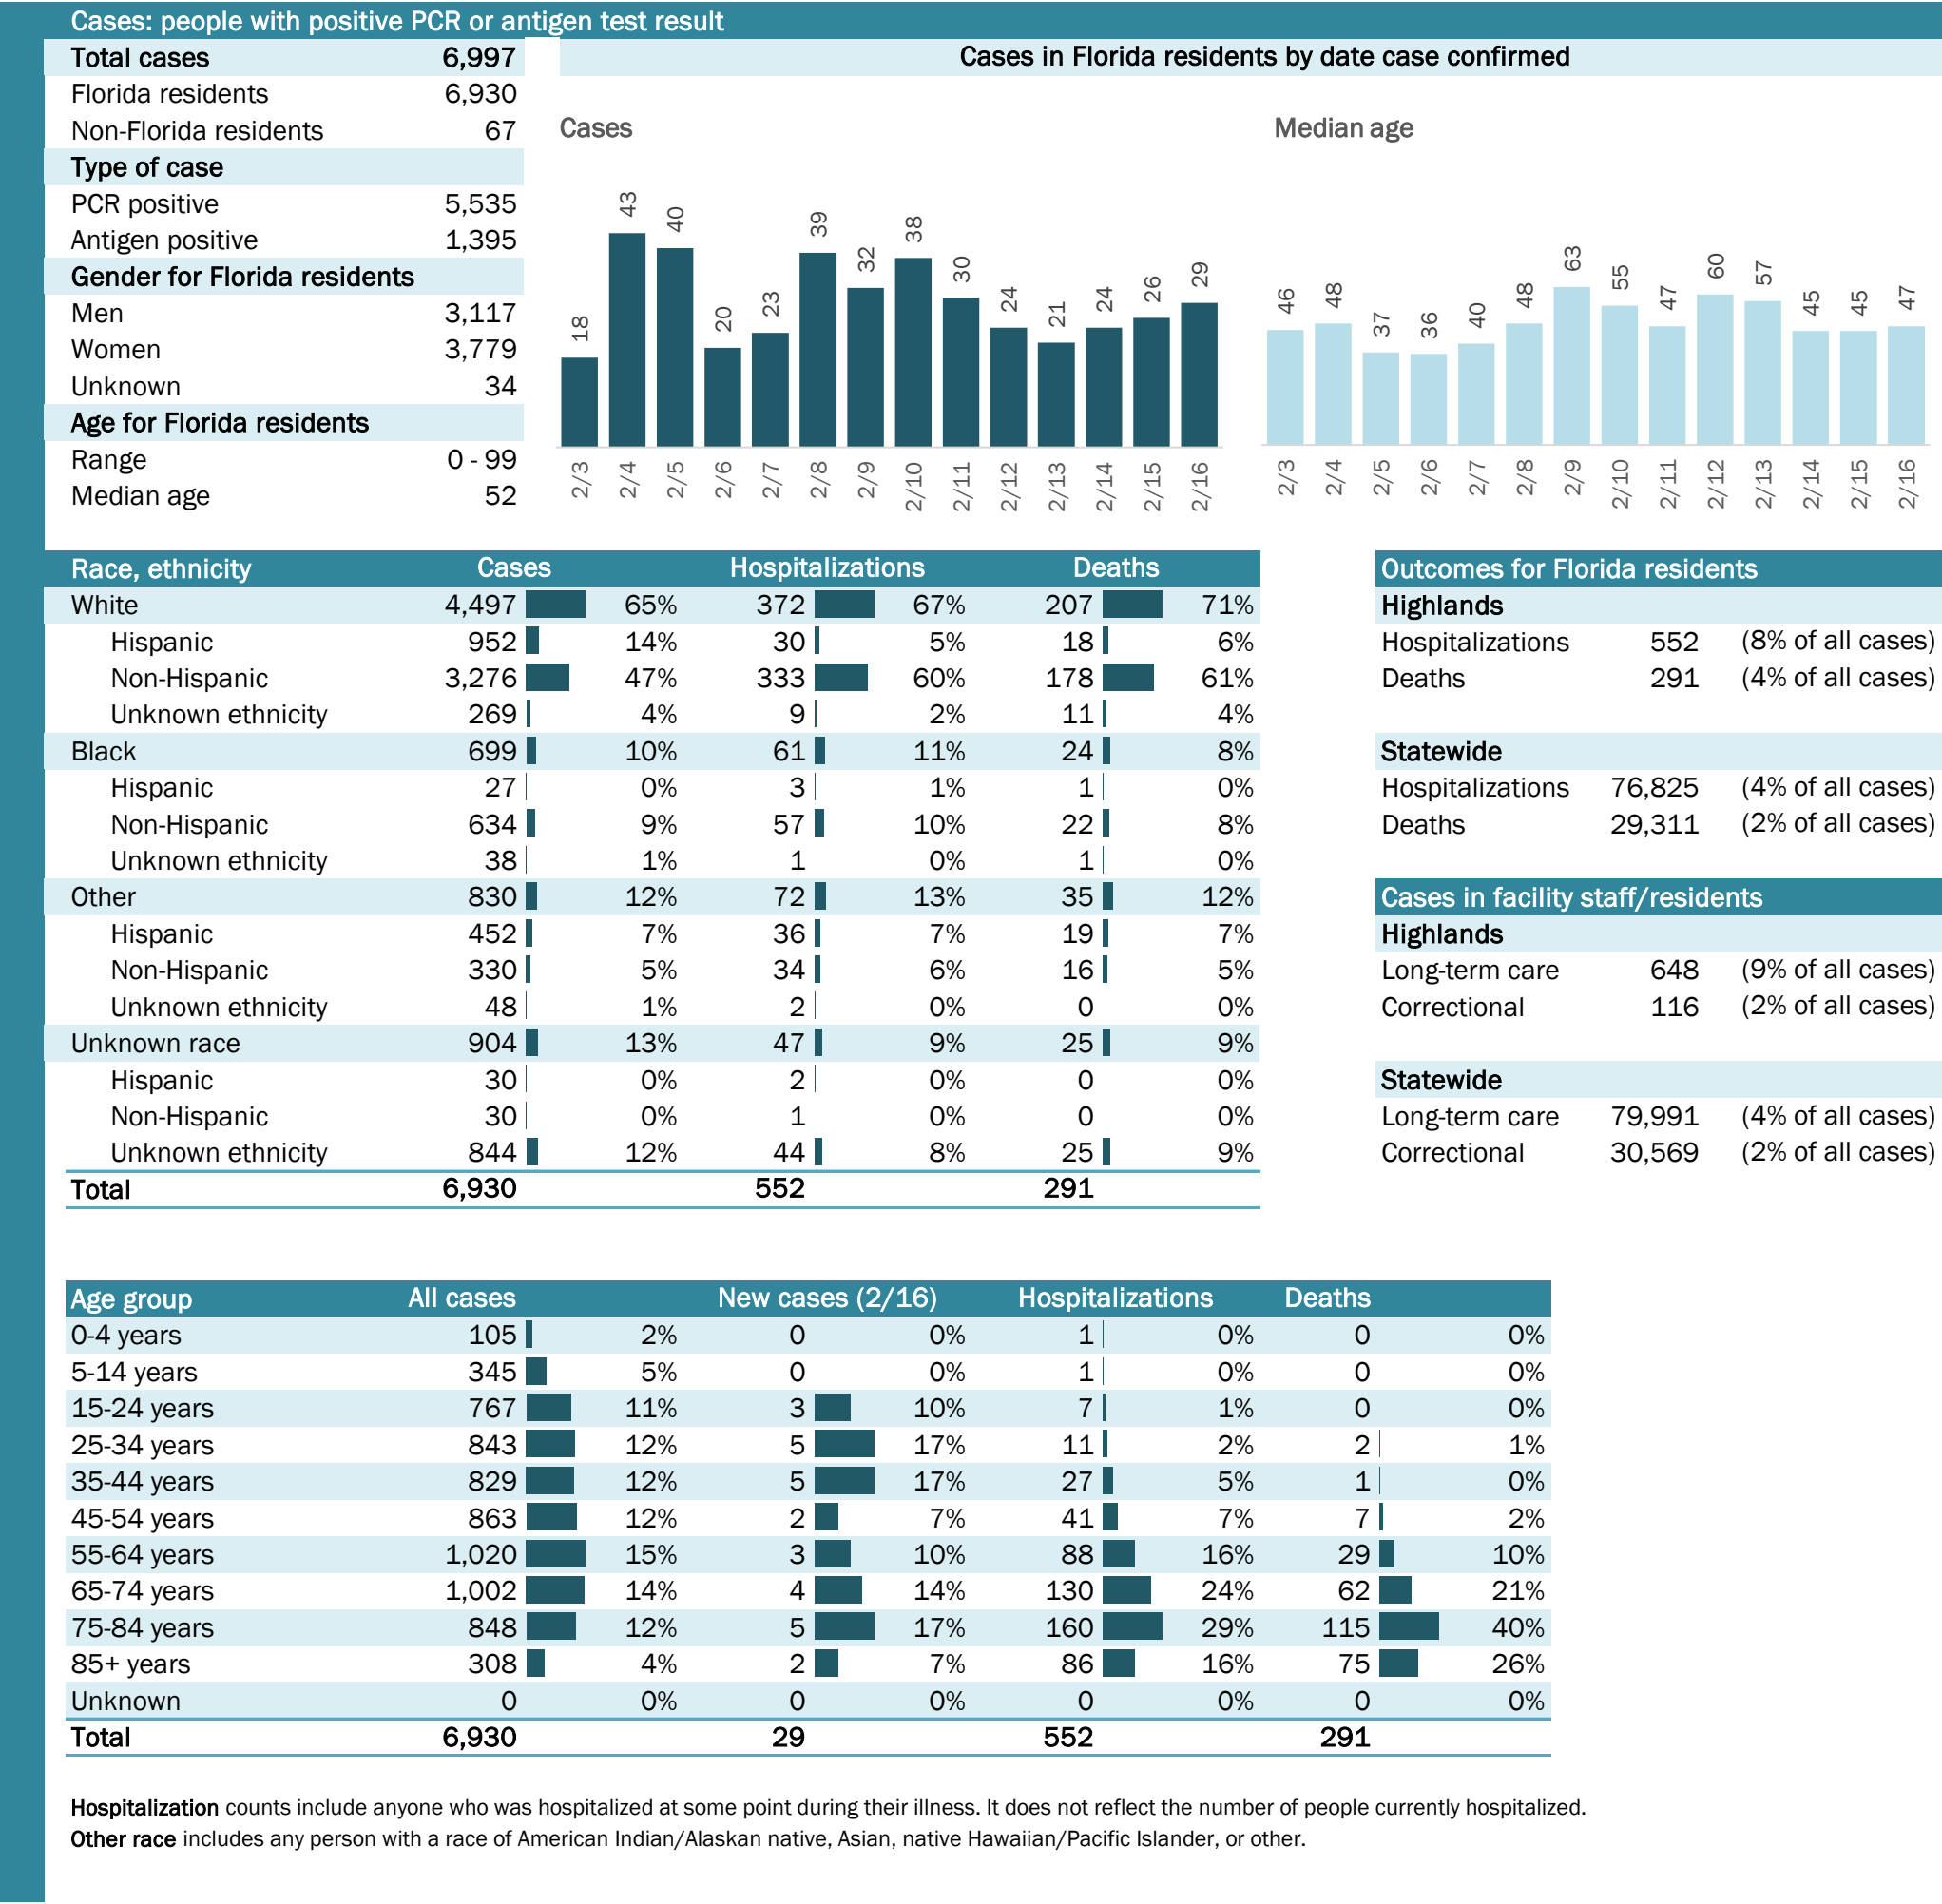 Cases: people with positive PCR or antigen test result
Total cases 6,997
Florida residents 6,930
Non-Florida residents 67
Type of case
PCR positive 5,535
Antigen positive 1,395
Gender for Florida residents
Men 3,117
Women 3,779
Unknown 34
Age for Florida residents
Range 0 - 99
Median age 52
Cases in Florida residents by date case confirmed
Cases
18 43 40 20 23 39 32 38 30 24 21 24 26 29
2/3 2/4 2/5 2/6 2/7 2/8 2/9 2/10 2/11 2/12 2/13 2/14 2/15 2/16
Median age
46 48 37 36 40 48 63 55 47 60 57 45 45 47
2/3 2/4 2/5 2/6 2/7 2/8 2/9 2/10 2/11 2/12 2/13 2/14 2/15 2/16
Race, ethnicity Cases Hospitalizations Deaths
White 4,497 65% 372 67% 207 71%
Hispanic 952 14% 30 5% 18 6%
Non-Hispanic 3,276 47% 333 60% 178 61%
Unknown ethnicity 269 4% 9 2% 11 4%
Black 699 10% 61 11% 24 8%
Hispanic 27 0% 3 1% 1 0%
Non-Hispanic 634 9% 57 10% 22 8%
Unknown ethnicity 38 1% 1 0% 1 0%
Other 830 12% 72 13% 35 12%
Hispanic 452 7% 36 7% 19 7%
Non-Hispanic 330 5% 34 6% 16 5%
Unknown ethnicity 48 1% 2 0% 0 0%
Unknown race 904 13% 47 9% 25 9%
Hispanic 30 0% 2 0% 0 0%
Non-Hispanic 30 0% 1 0% 0 0%
Unknown ethnicity 844 12% 44 8% 25 9%
Total 6,930 552 291
Outcomes for Florida residents
Highlands
Hospitalizations 552 (8% of all cases)
Deaths 291 (4% of all cases)
Statewide
Hospitalizations 76,825 (4% of all cases)
Deaths 29,311 (2% of all cases)
Cases in facility staff/residents
Highlands
Long-term care 648 (9% of all cases)
Correctional 116 (2% of all cases)
Statewide
Long-term care 79,991 (4% of all cases)
Correctional 30,569 (2% of all cases)
Age group All cases New cases (2/16) Hospitalizations Deaths
0-4 years 105 2% 0 0% 1 0% 0 0%
5-14 years 345 5% 0 0% 1 0% 0 0%
15-24 years 767 11% 3 10% 7 1% 0 0%
25-34 years 843 12% 5 17% 11 2% 2 1%
35-44 years 829 12% 5 17% 27 5% 1 0%
45-54 years 863 12% 2 7% 41 7% 7 2%
55-64 years 1,020 15% 3 10% 88 16% 29 10%
65-74 years 1,002 14% 4 14% 130 24% 62 21%
75-84 years 848 12% 5 17% 160 29% 115 40%
85+ years 308 4% 2 7% 86 16% 75 26%
Unknown 0 0% 0 0% 0 0% 0 0%
Total 6,930 29 552 291
Hospitalization counts include anyone who was hospitalized at some point during their illness. It does not reflect the number of people currently hospitalized.
Other race includes any person with a race of American Indian/Alaskan native, Asian, native Hawaiian/Pacific Islander, or other.